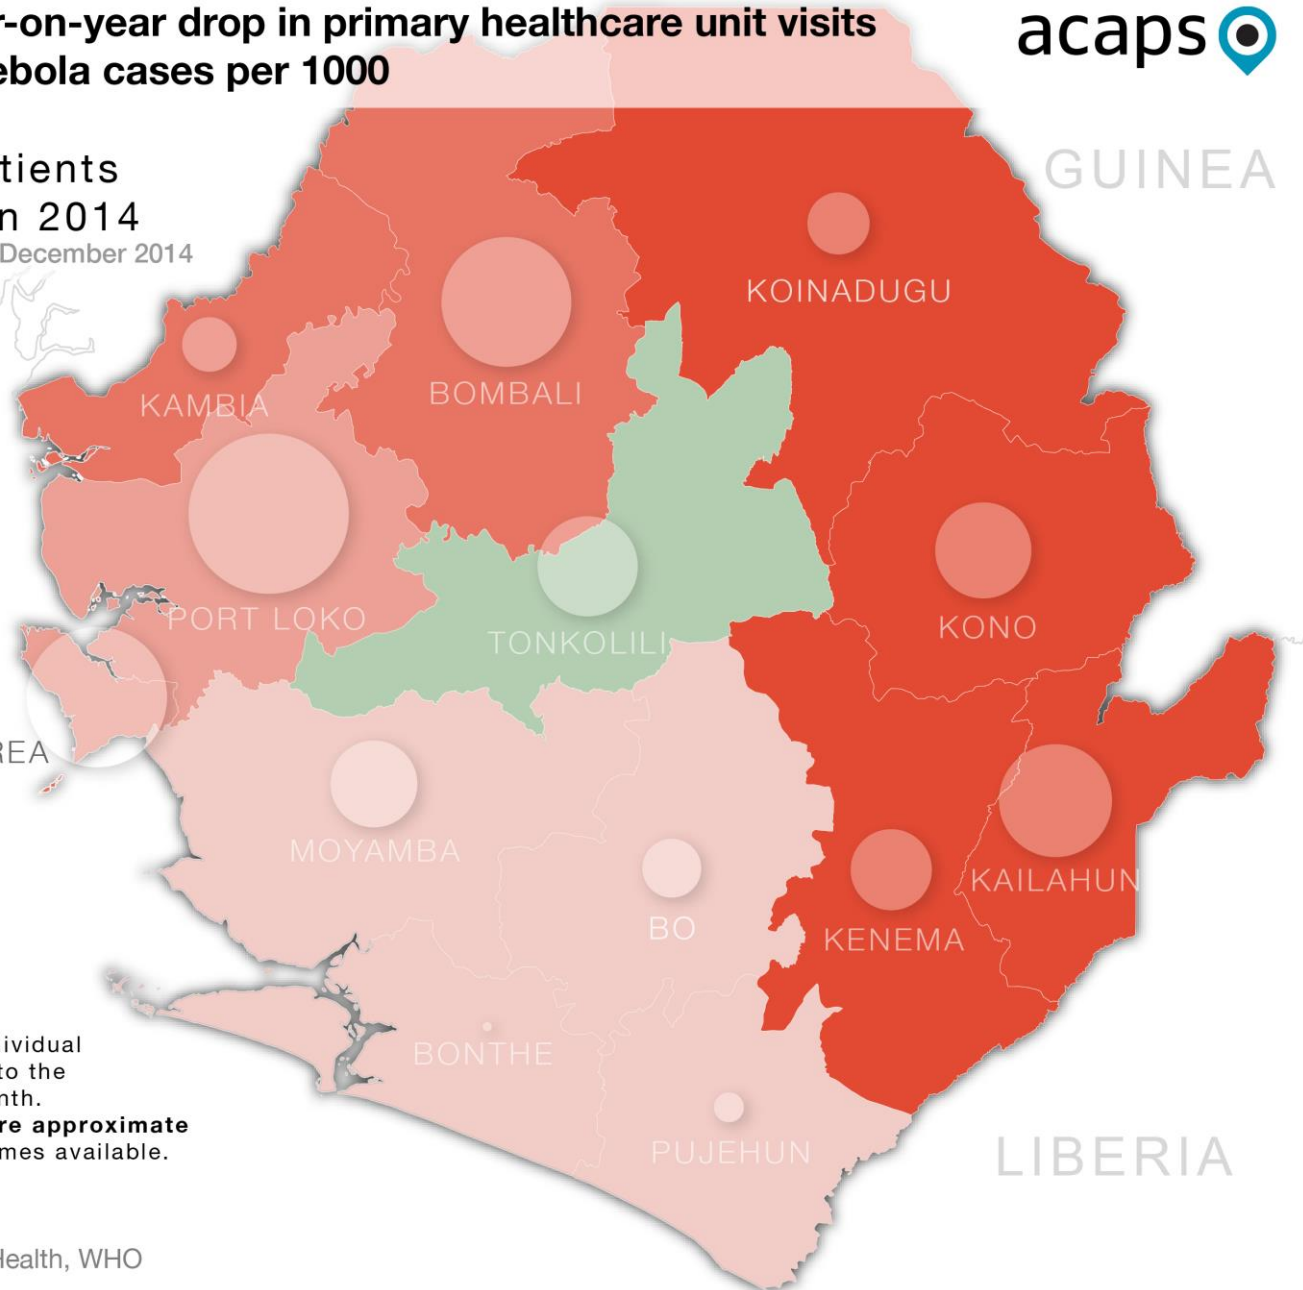 r-on-year drop in primary healthcare unit visits
ebola cases per 1000
acaps
tients
n 2014
December 2014
GUINEA
KOINADUGU
KAMBIA
BOMBALI
PORT LOKO
TONKOLILI
KONO
REA
MOYAMBA
KAILAHUN
BO
KENEMA
ividual
to the
nth.
re approximate
mes available.
BONTHE
PUJEHUN
LIBERIA
Health, WHO